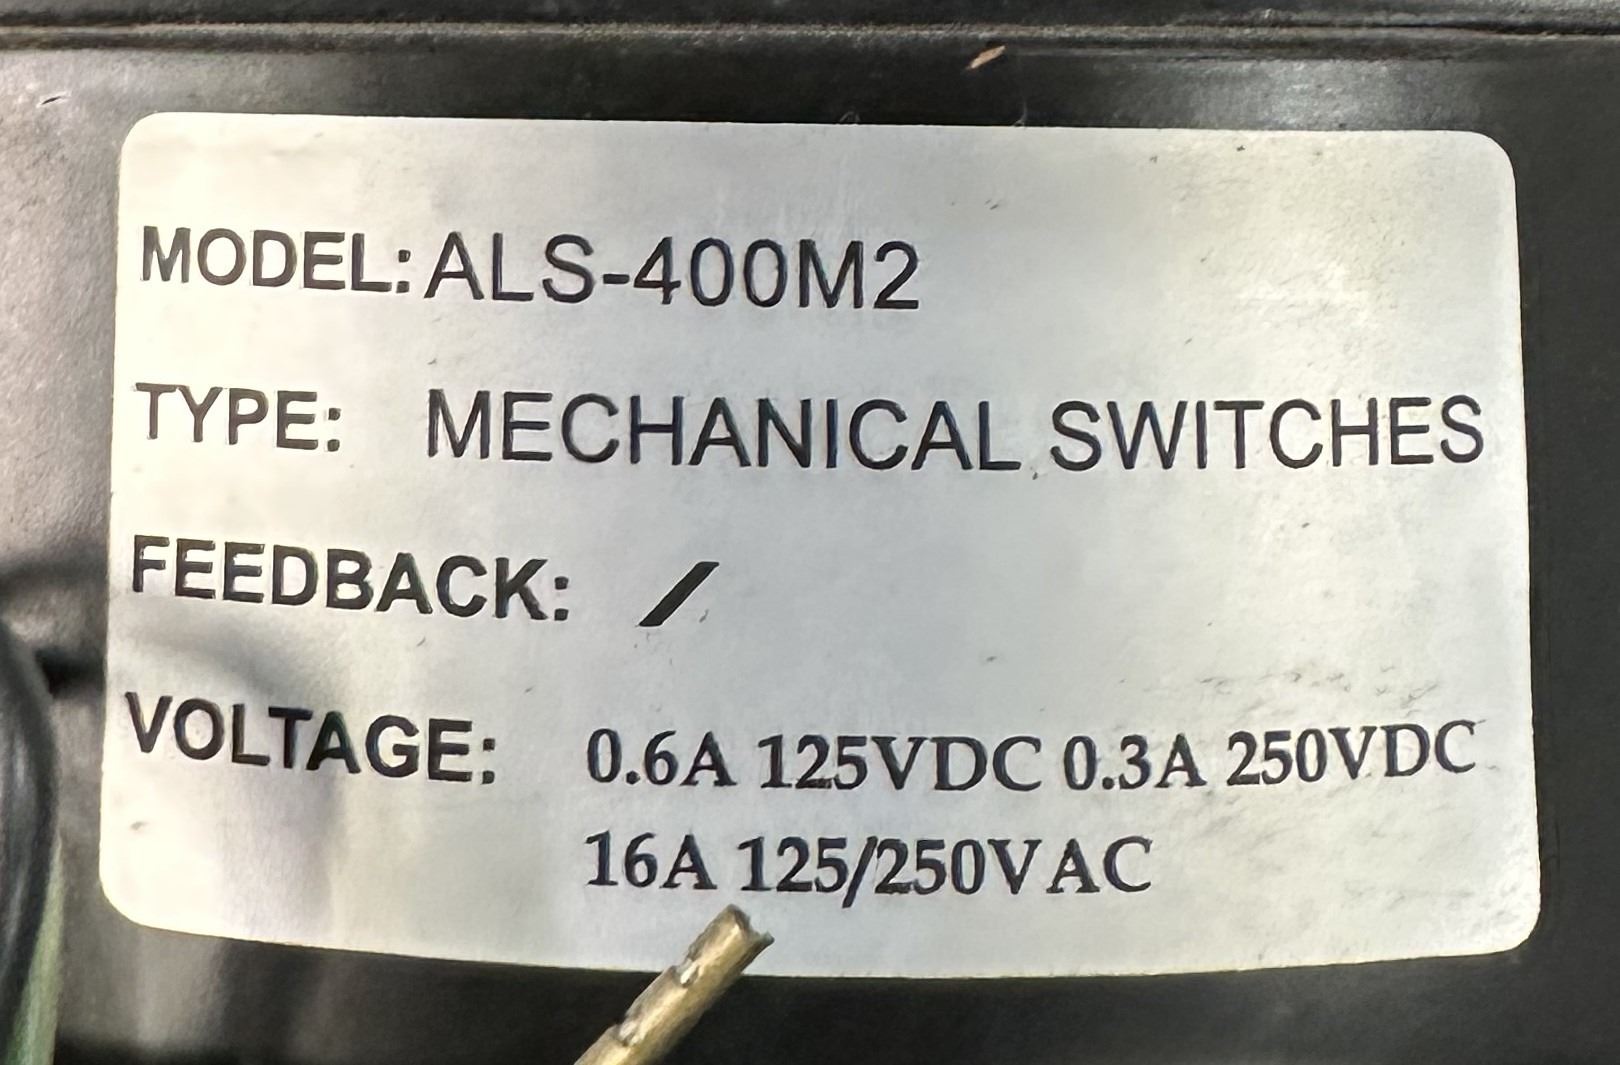 MODEL: ALS-400M2
TYPE: MECHANICAL SWITCHES
FEEDBACK: /
VOLTAGE: 0.6A 125VDC 0.3A 250VDC
16A 125/250VAC